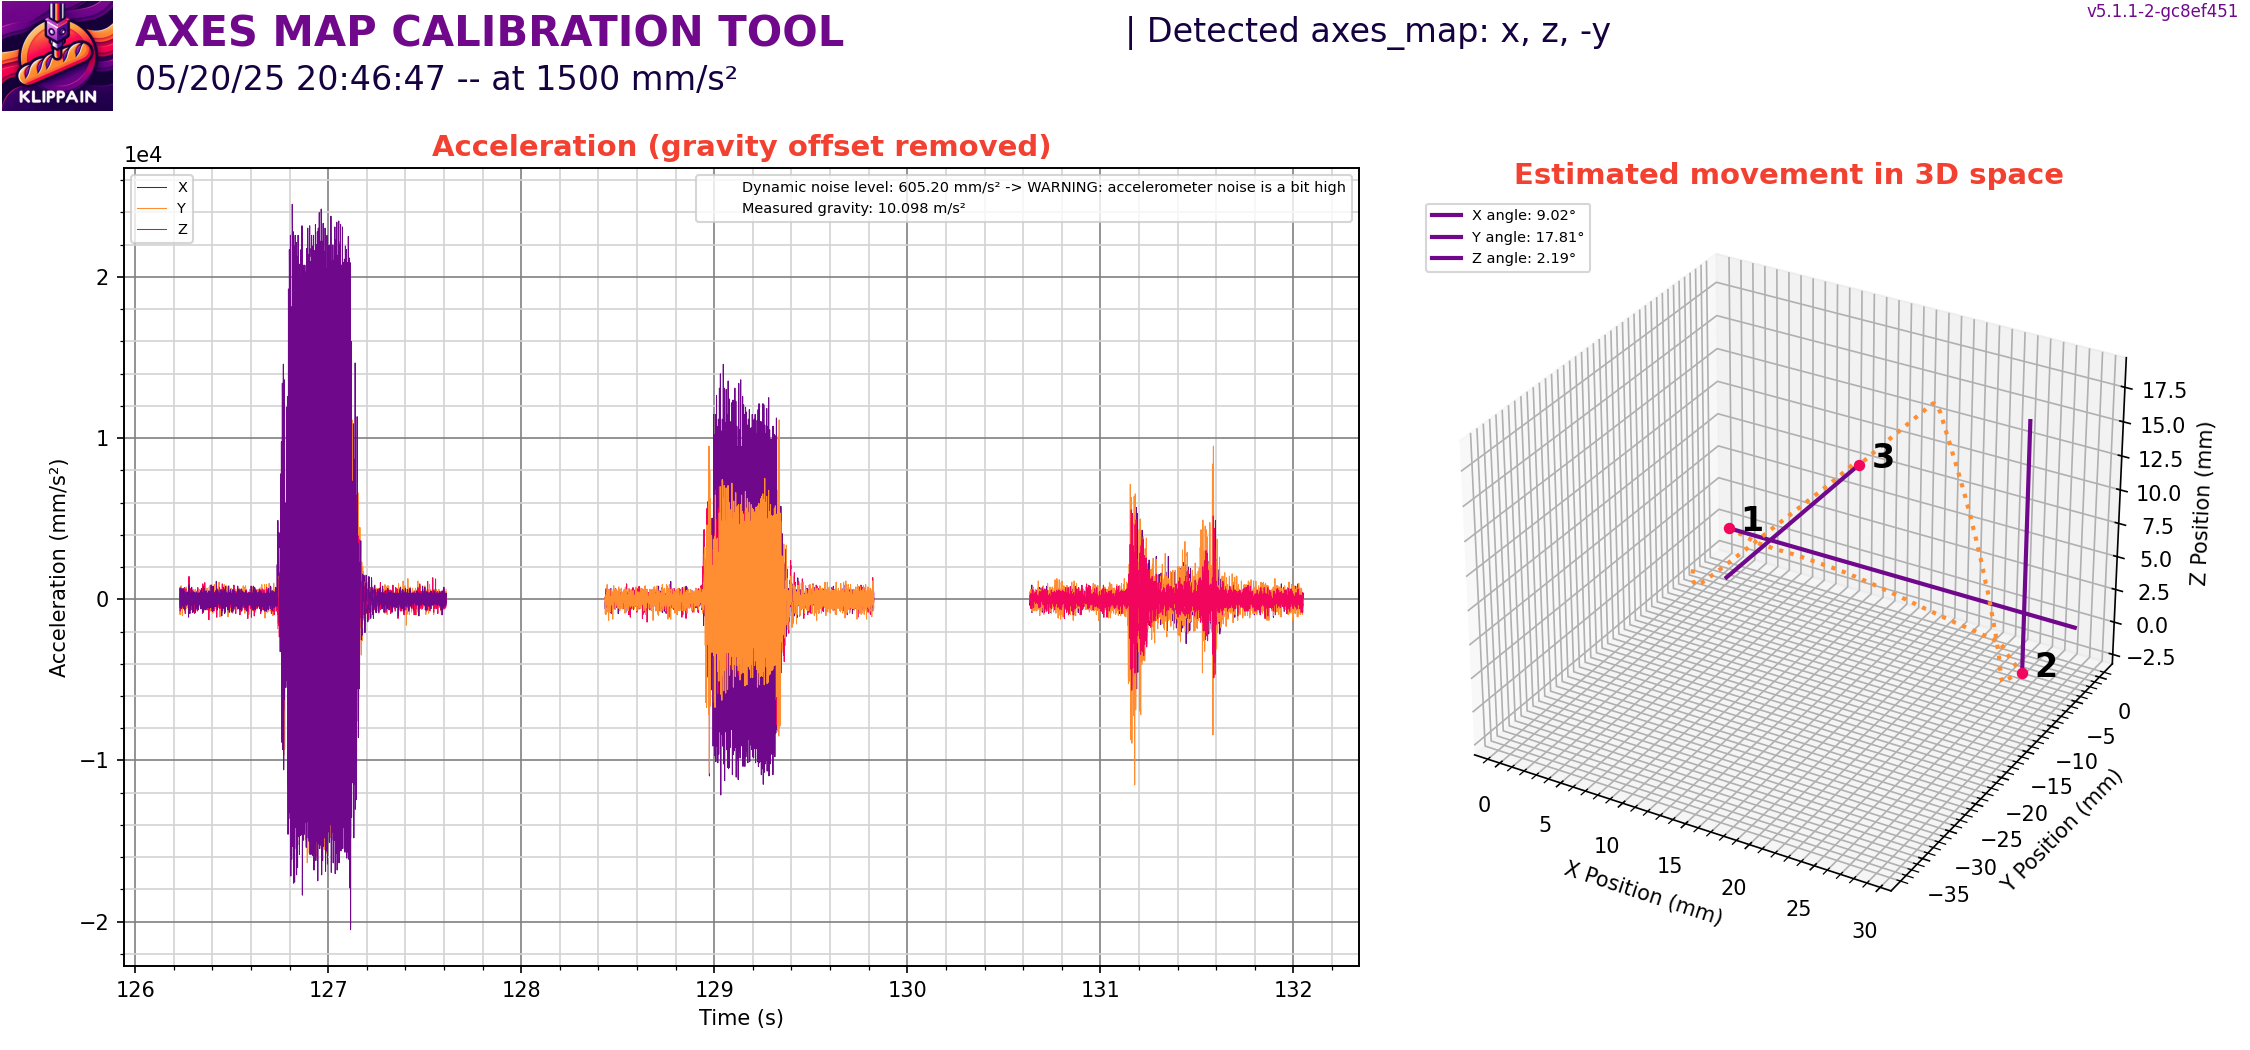 AXES MAP CALIBRATION TOOL
| Detected axes_map: x, z, -y
v5.1.1-2-gc8ef451
05/20/25 20:46:47 -- at 1500 mm/s²
KLIPPAIN
Acceleration (gravity offset removed)
1e4
X
Y
Z
Dynamic noise level: 605.20 mm/s² -> WARNING: accelerometer noise is a bit high
Measured gravity: 10.098 m/s²
2
1
0
−1
−2
Acceleration (mm/s²)
126 127 128 129 130 131 132
Time (s)
Estimated movement in 3D space
X angle: 9.02°
Y angle: 17.81°
Z angle: 2.19°
1
2
3
17.5
15.0
12.5
10.0
7.5
5.0
2.5
0.0
−2.5
Z Position (mm)
0
−5
−10
−15
−20
−25
−30
−35
Y Position (mm)
0
5
10
15
20
25
30
X Position (mm)